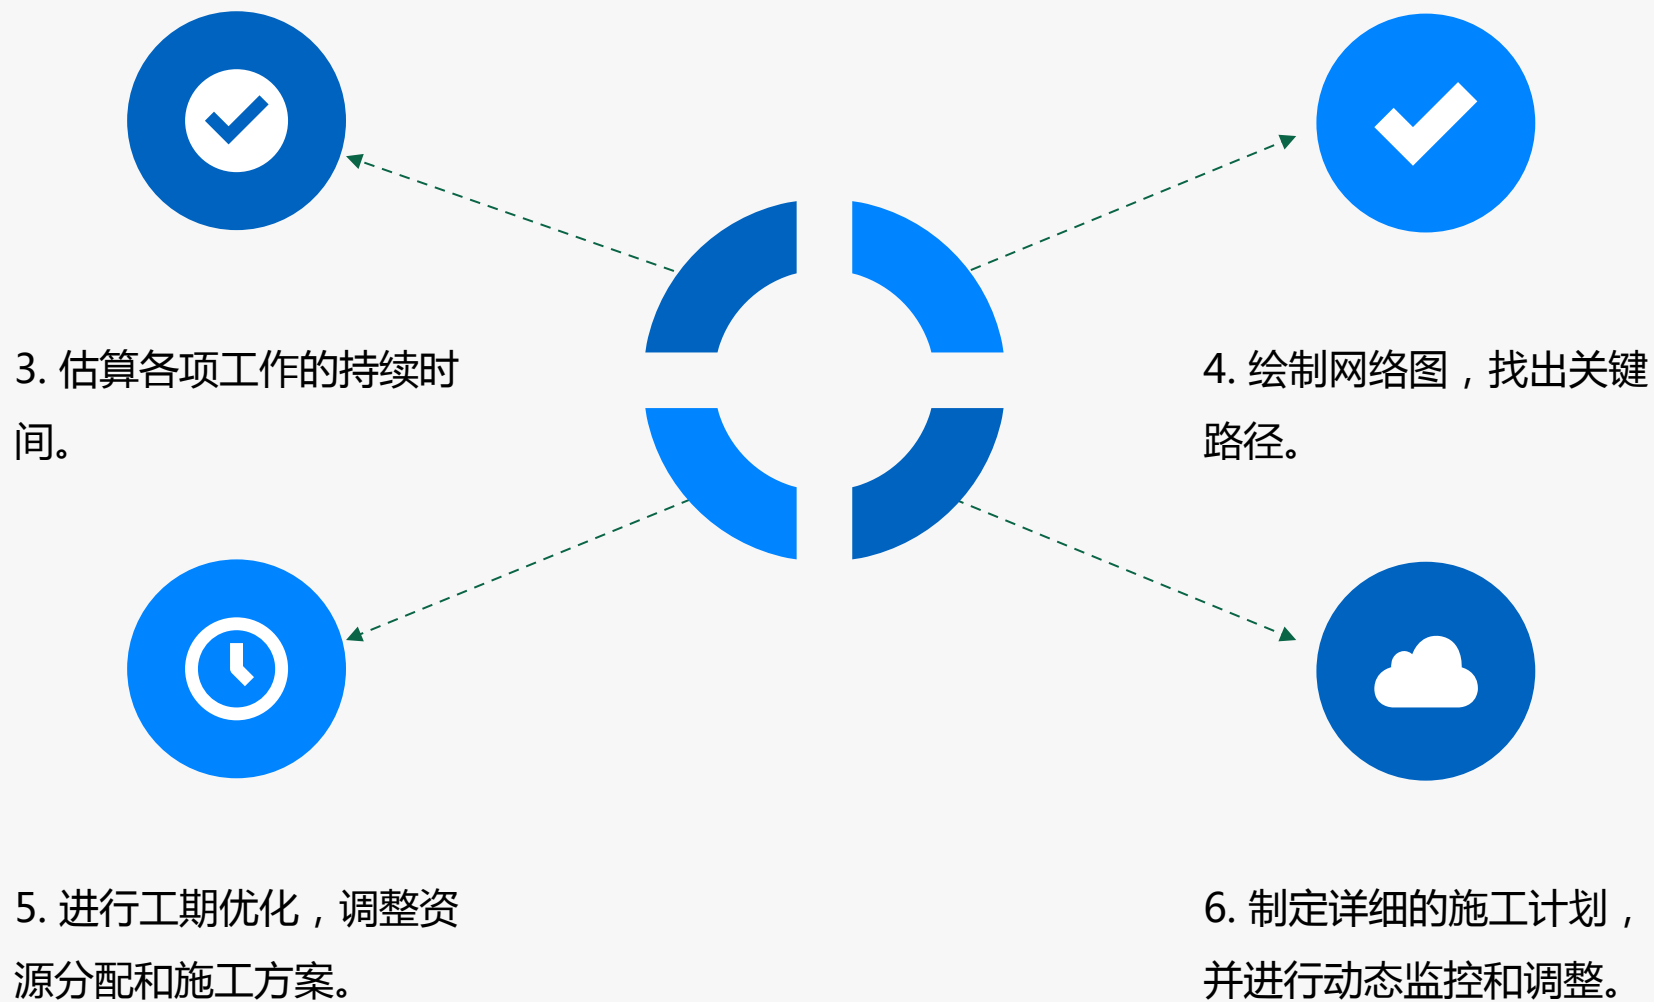 3. 估算各项工作的持续时
间。
4. 绘制网络图，找出关键
路径。
5. 进行工期优化，调整资
源分配和施工方案。
6. 制定详细的施工计划，
并进行动态监控和调整。